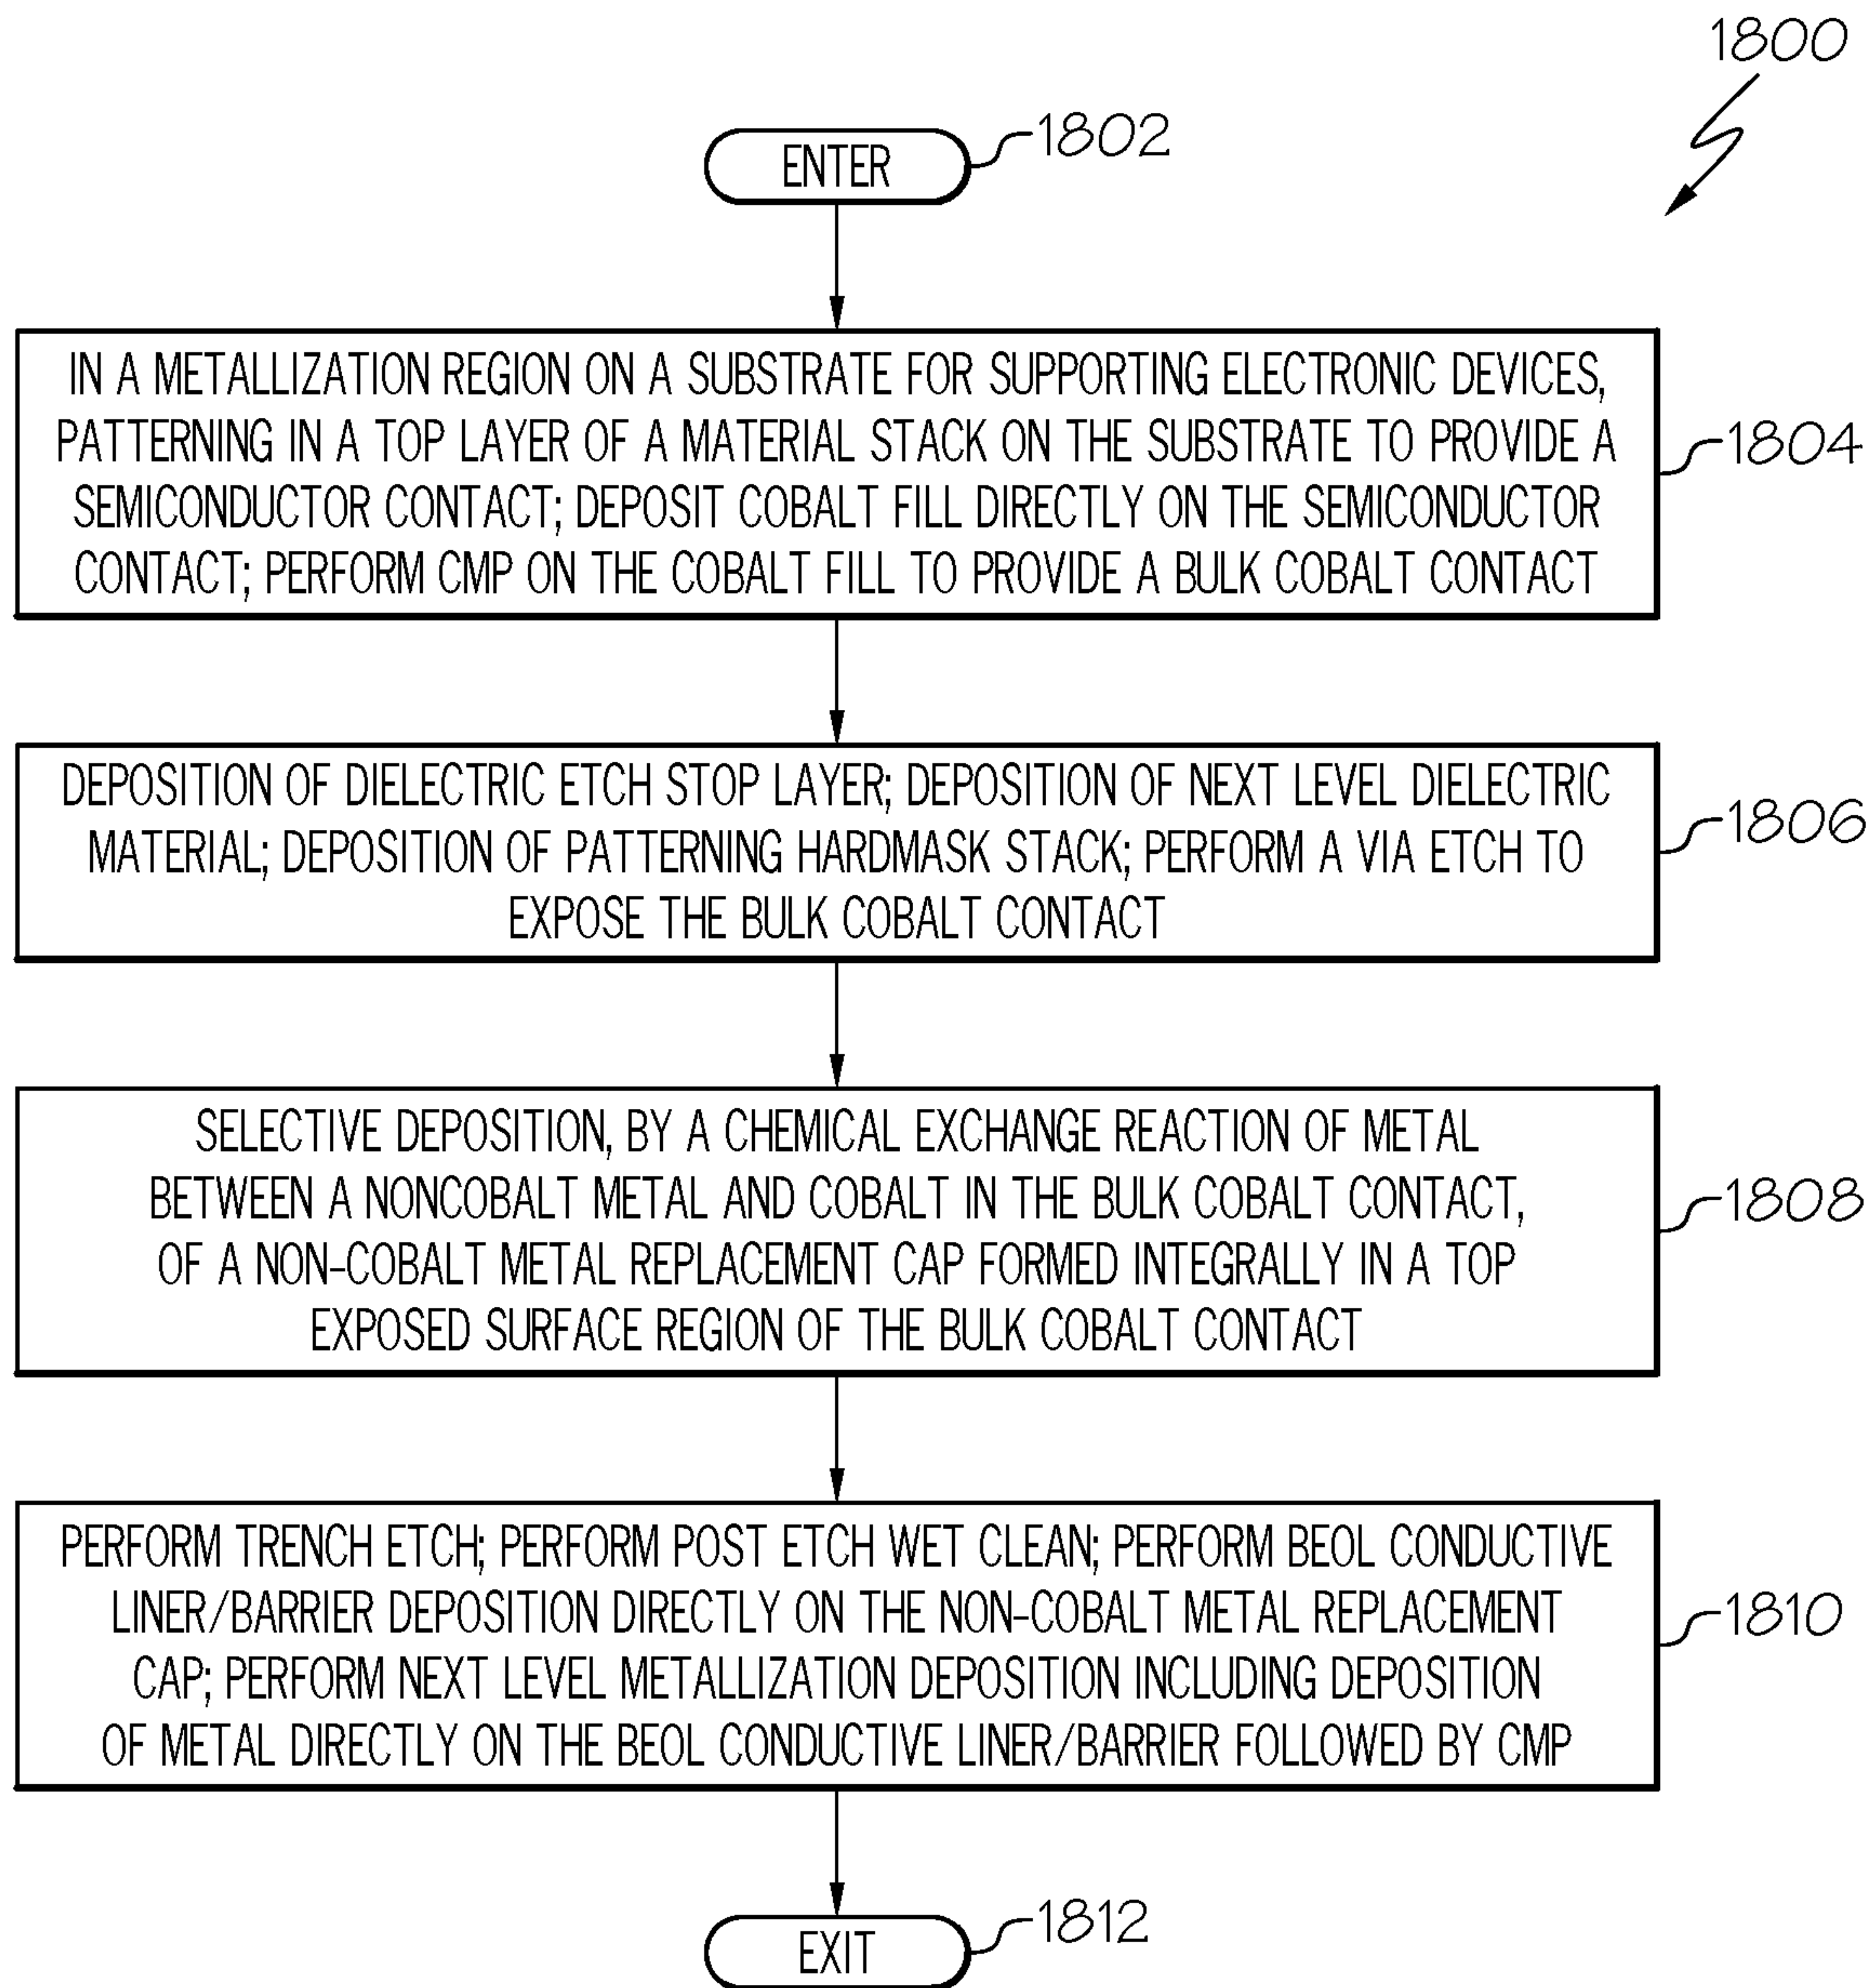 1800
ENTER
1802
IN A METALLIZATION REGION ON A SUBSTRATE FOR SUPPORTING ELECTRONIC DEVICES,
PATTERNING IN A TOP LAYER OF A MATERIAL STACK ON THE SUBSTRATE TO PROVIDE A
SEMICONDUCTOR CONTACT; DEPOSIT COBALT FILL DIRECTLY ON THE SEMICONDUCTOR
CONTACT; PERFORM CMP ON THE COBALT FILL TO PROVIDE A BULK COBALT CONTACT
1804
DEPOSITION OF DIELECTRIC ETCH STOP LAYER; DEPOSITION OF NEXT LEVEL DIELECTRIC
MATERIAL; DEPOSITION OF PATTERNING HARDMASK STACK; PERFORM A VIA ETCH TO
EXPOSE THE BULK COBALT CONTACT
1806
SELECTIVE DEPOSITION, BY A CHEMICAL EXCHANGE REACTION OF METAL
BETWEEN A NONCOBALT METAL AND COBALT IN THE BULK COBALT CONTACT,
OF A NON-COBALT METAL REPLACEMENT CAP FORMED INTEGRALLY IN A TOP
EXPOSED SURFACE REGION OF THE BULK COBALT CONTACT
1808
PERFORM TRENCH ETCH; PERFORM POST ETCH WET CLEAN; PERFORM BEOL CONDUCTIVE
LINER/BARRIER DEPOSITION DIRECTLY ON THE NON-COBALT METAL REPLACEMENT
CAP; PERFORM NEXT LEVEL METALLIZATION DEPOSITION INCLUDING DEPOSITION
OF METAL DIRECTLY ON THE BEOL CONDUCTIVE LINER/BARRIER FOLLOWED BY CMP
1810
EXIT
1812